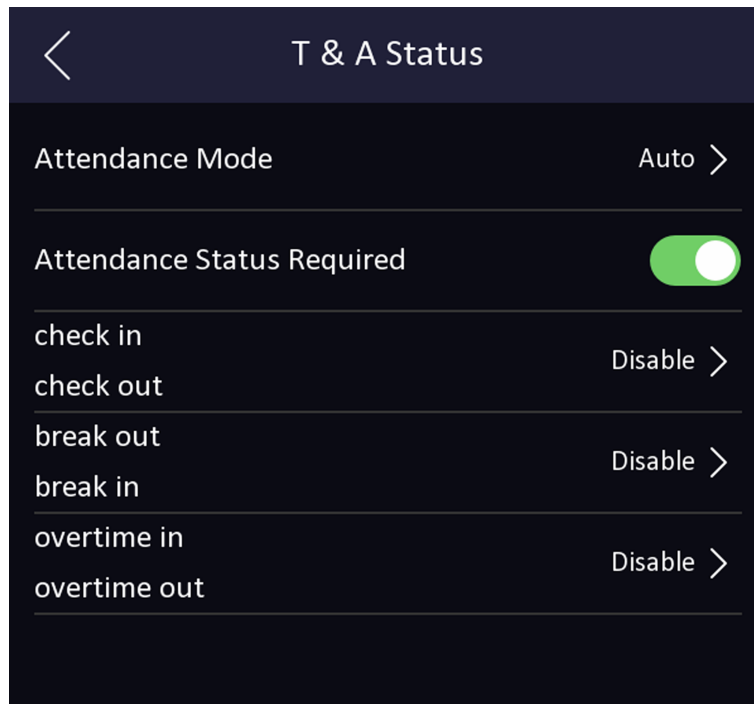 T & A Status
Attendance Mode Auto
Attendance Status Required
check in
check out
Disable
break out
break in
Disable
overtime in
overtime out
Disable